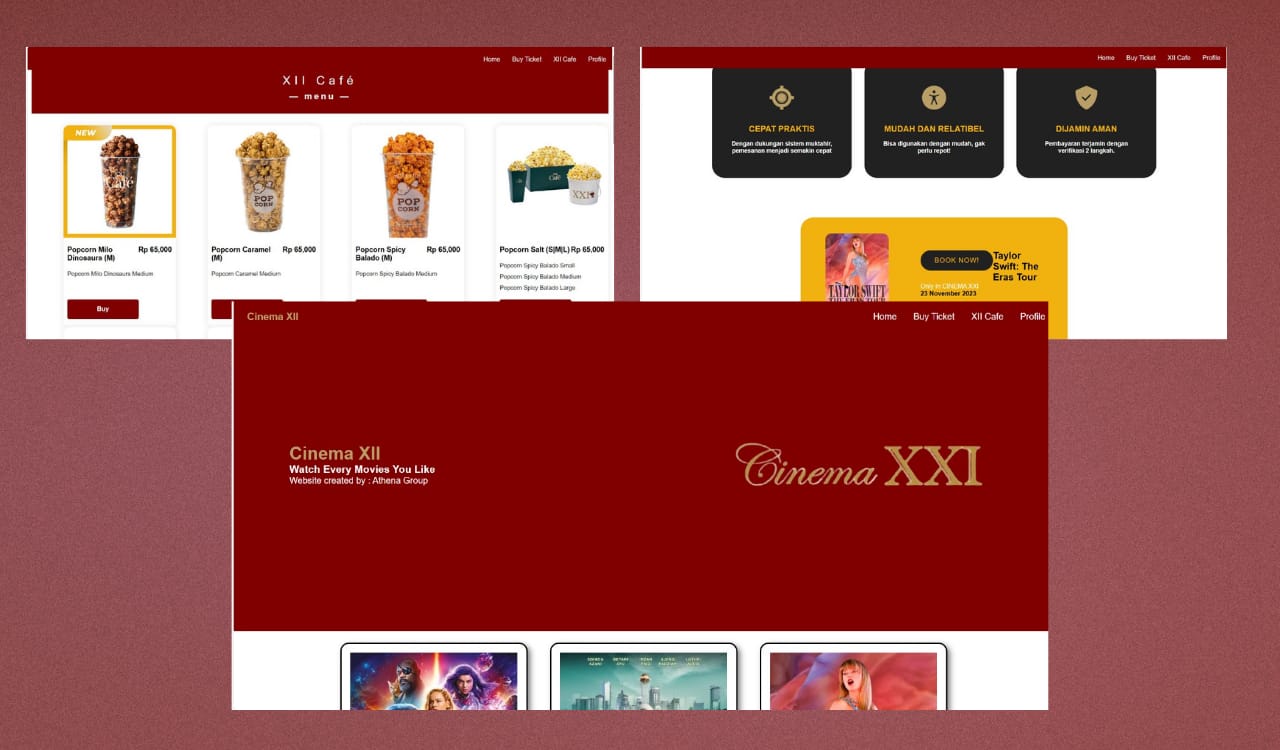 Home Buy Ticket XII Cafe Profile
XII Café
— menu —
NEW
Café
POP
CORN
POP
CORN
Café
XXI
Popcorn Milo Rp 65,000
Dinosaurs (M)
Popcorn Milo Dinosaurs Medium
Buy
Popcorn Caramel Rp 65,000
(M)
Popcorn Caramel Medium
Popcorn Spicy Rp 65,000
Balado (M)
Popcorn Spicy Balado Medium
Popcorn Salt (S|M|L) Rp 65,000
Popcorn Spicy Balado Small
Popcorn Spicy Balado Medium
Popcorn Spicy Balado Large
Home Buy Ticket XII Cafe Profile
CEPAT PRAKTIS
Dengan dukungan sistem muktahir,
pemesanan menjadi semakin cepat
MUDAH DAN RELATIBEL
Bisa digunakan dengan mudah, gak
perlu repot!
DIJAMIN AMAN
Pembayaran terjamin dengan
verifikasi 2 langkah.
TAYLOR SWIFT
BOOK NOW!
Taylor
Swift: The
Eras Tour
Only in CINEMA XXI
23 November 2023
Cinema XII
Home Buy Ticket XII Cafe Profile
Cinema XII
Watch Every Movies You Like
Website created by : Athena Group
Cinema XXI